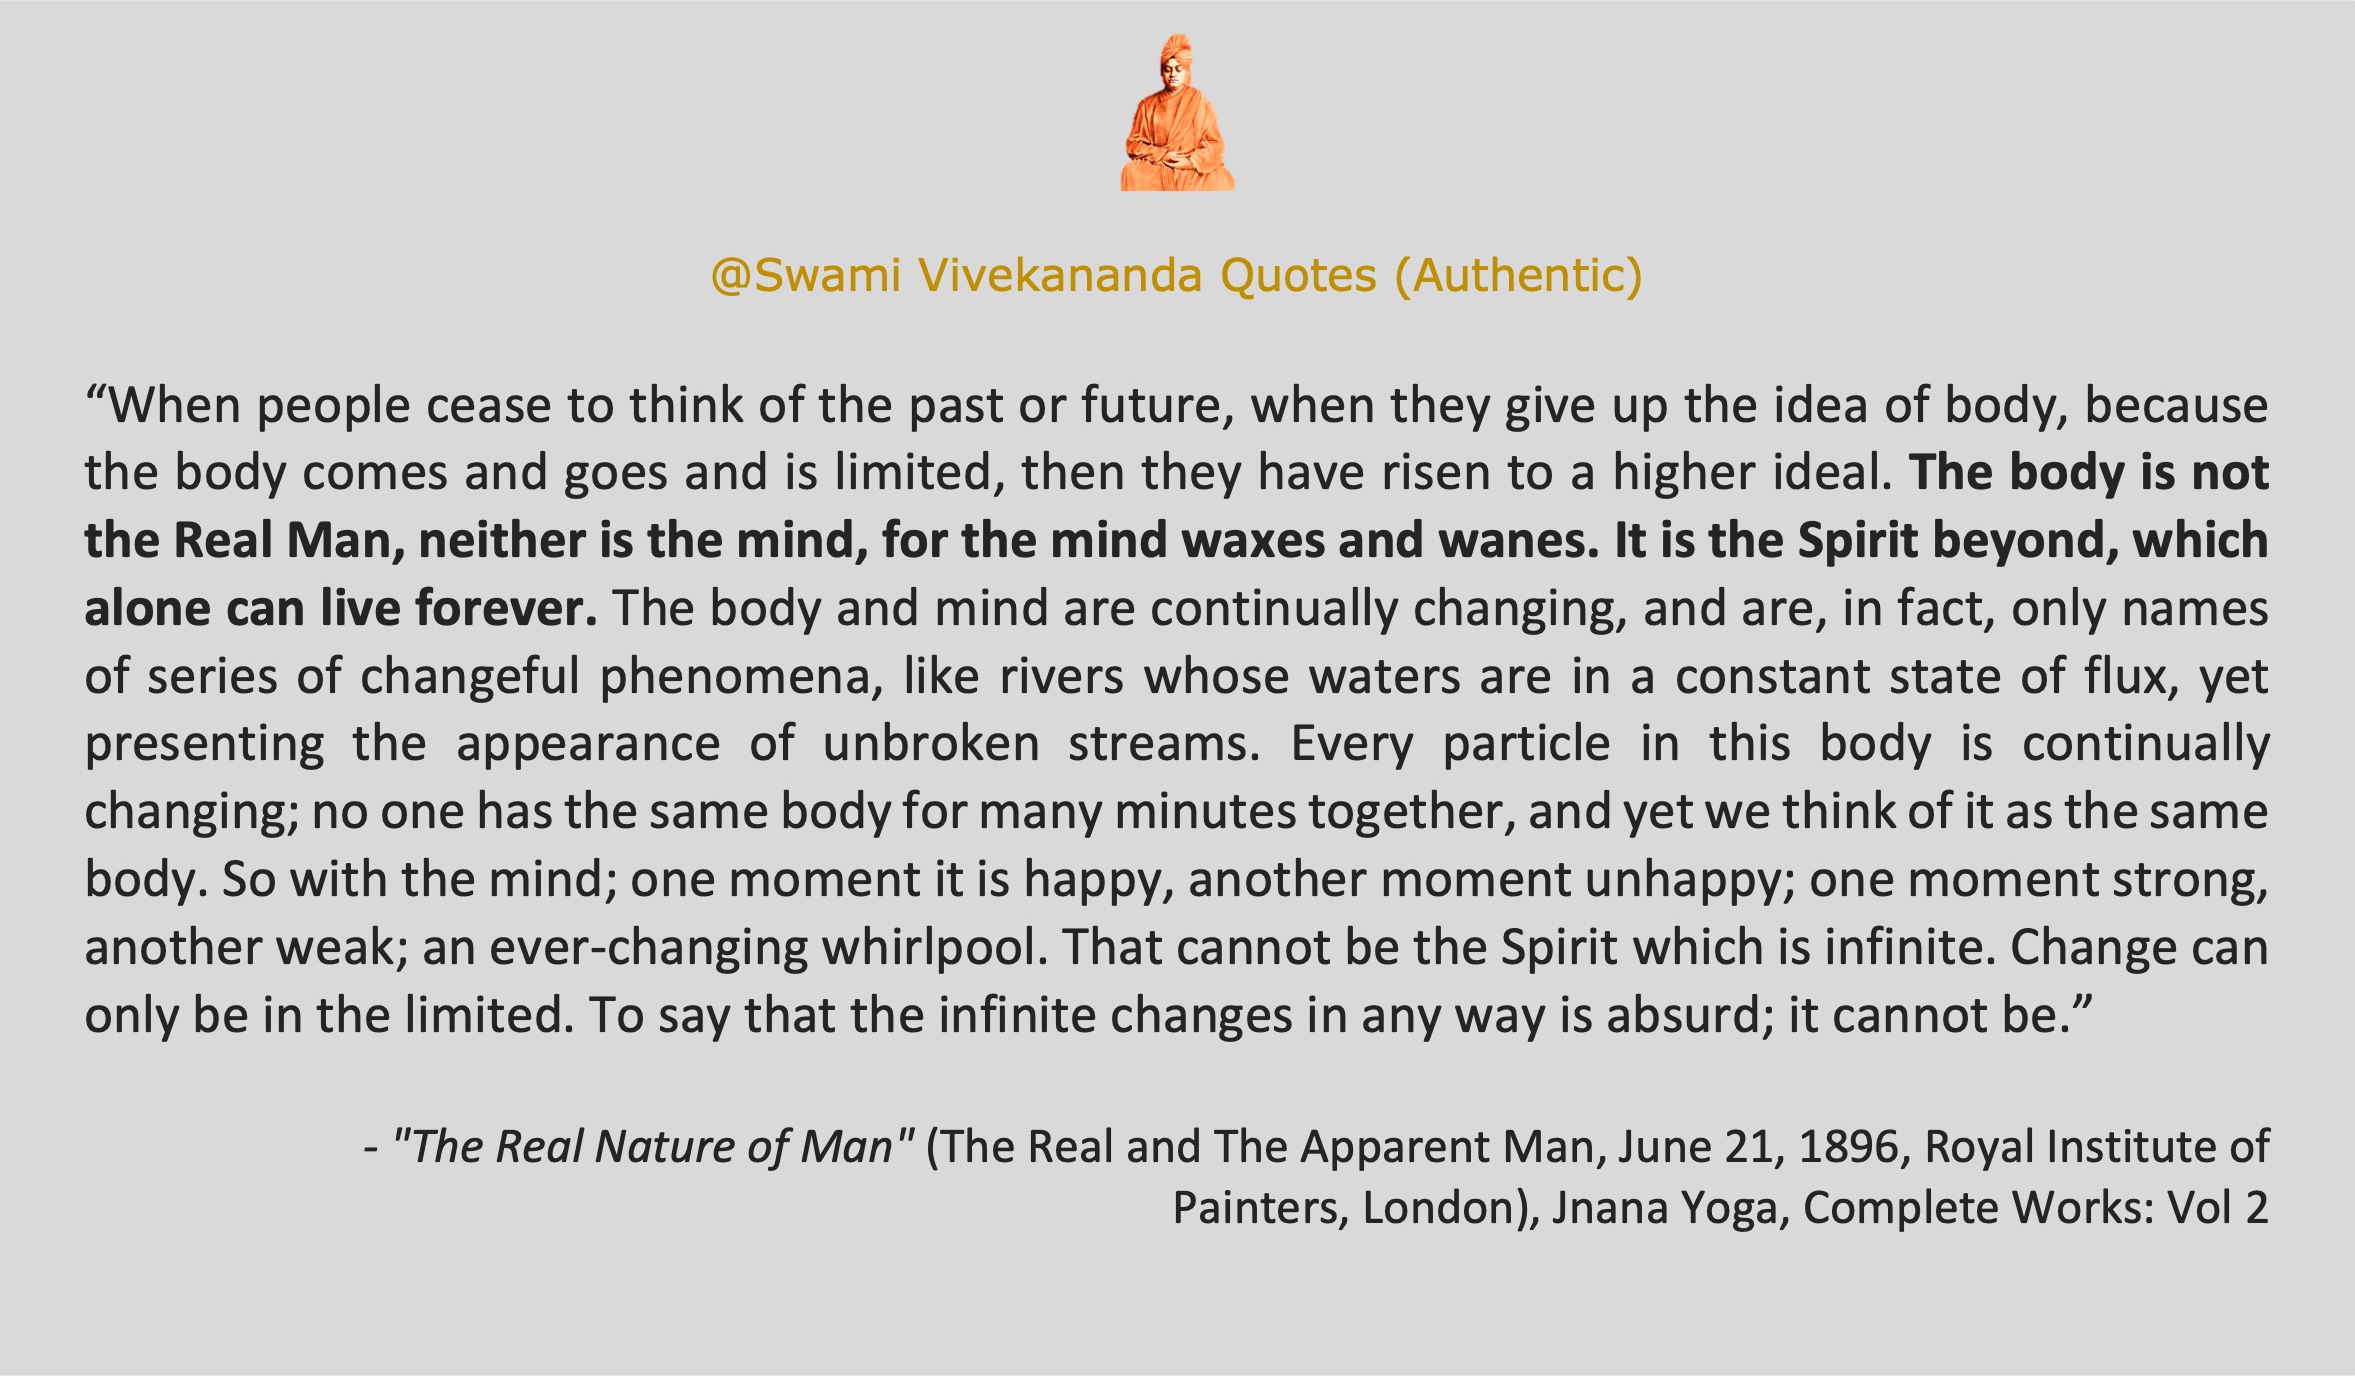 @Swami Vivekananda Quotes (Authentic)
“When people cease to think of the past or future, when they give up the idea of body, because
the body comes and goes and is limited, then they have risen to a higher ideal. The body is not
the Real Man, neither is the mind, for the mind waxes and wanes. It is the Spirit beyond, which
alone can live forever. The body and mind are continually changing, and are, in fact, only names
of series of changeful phenomena, like rivers whose waters are in a constant state of flux, yet
presenting the appearance of unbroken streams. Every particle in this body is continually
changing; no one has the same body for many minutes together, and yet we think of it as the same
body. So with the mind; one moment it is happy, another moment unhappy; one moment strong,
another weak; an ever-changing whirlpool. That cannot be the Spirit which is infinite. Change can
only be in the limited. To say that the infinite changes in any way is absurd; it cannot be.”
- "The Real Nature of Man" (The Real and The Apparent Man, June 21, 1896, Royal Institute of
Painters, London), Jnana Yoga, Complete Works: Vol 2